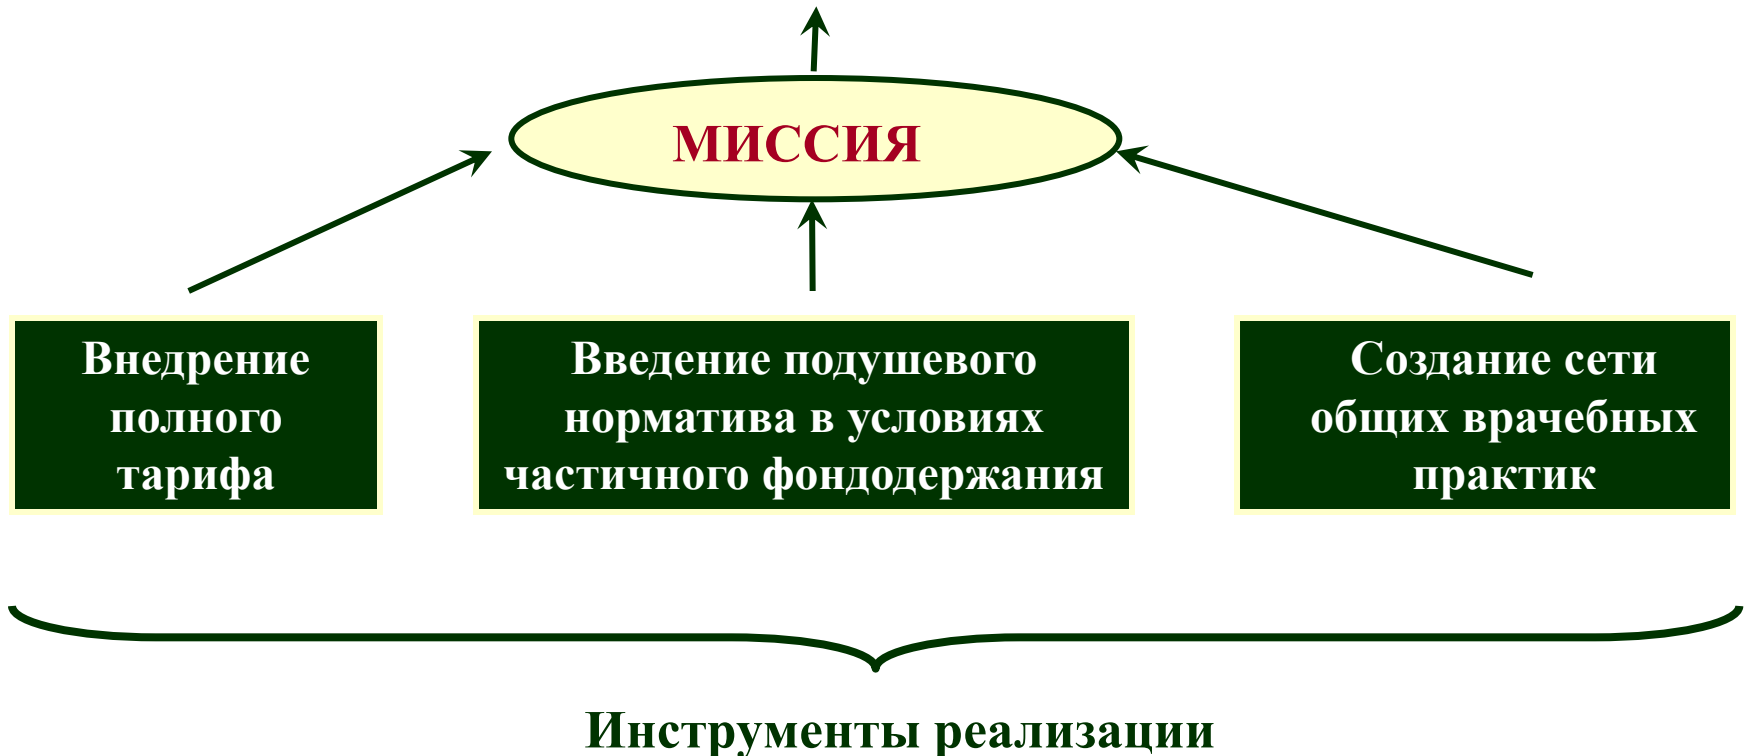 МИССИЯ
Внедрение
полного
тарифа
Введение подушевого
норматива в условиях
частичного фондодержания
Создание сети
общих врачебных
практик
Инструменты реализации